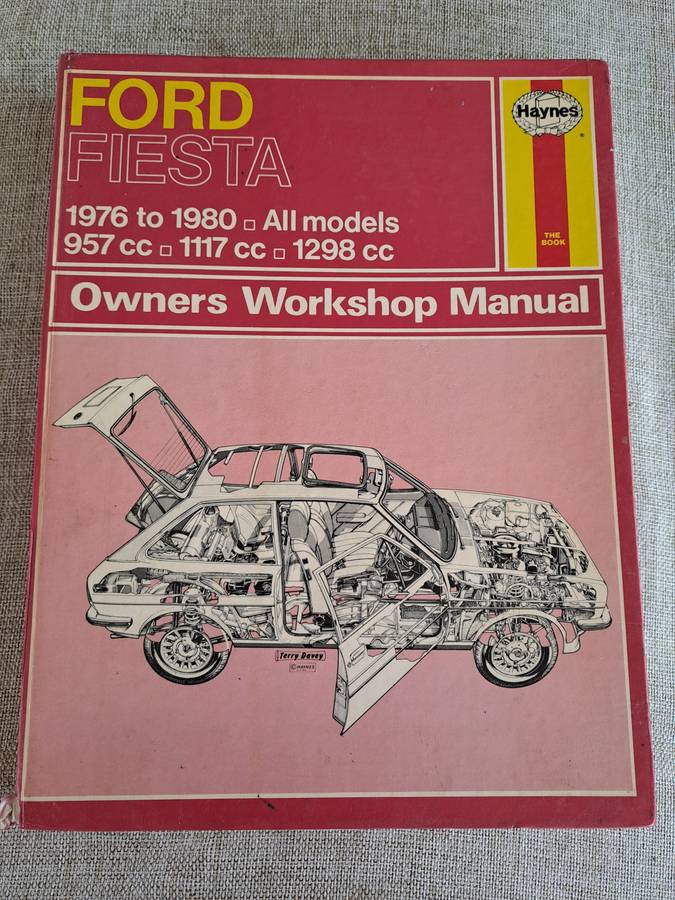 FORD
FIESTA
1976 to 1980 □ All models
957 cc □ 1117 cc □ 1298 cc
Haynes
®
THE
BOOK
Owners Workshop Manual
Terry Davey
© HAYNES